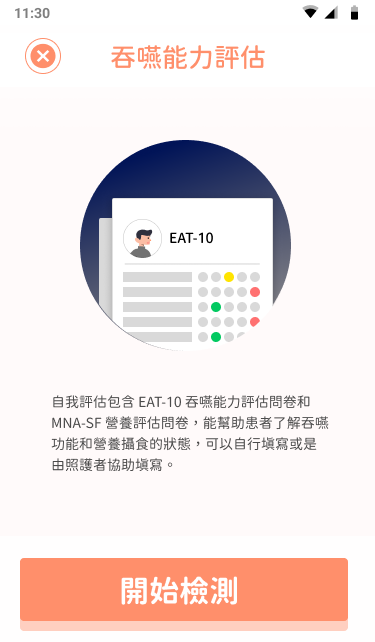 11:30
吞嚥能力評估
EAT-10
自我評估包含 EAT-10 吞嚥能力評估問卷和
MNA-SF 營養評估問卷，能幫助患者了解吞嚥
功能和營養攝食的狀態，可以自行填寫或是
由照護者協助填寫。
開始檢測